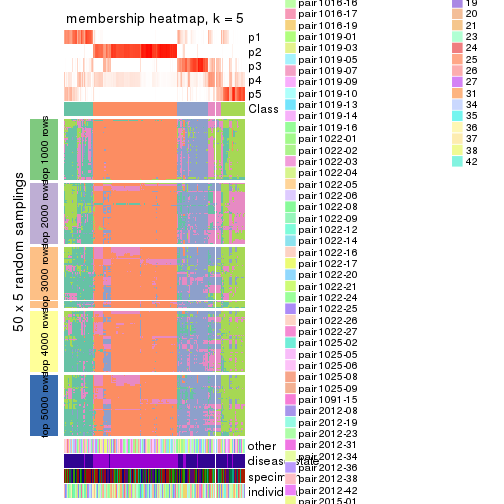 membership heatmap, k = 5
p1
p2
p3
p4
p5
Class
50 x 5 random samplings
top 1000 rows
top 2000 rows
top 3000 rows
top 4000 rows
top 5000 rows
other
disease.state
individ
pair1016-16
pair1016-17
pair1019-01
pair1019-03
pair1019-05
pair1019-07
pair1019-09
pair1019-10
pair1019-13
pair1019-14
pair1019-16
pair1022-01
pair1022-02
pair1022-03
pair1022-04
pair1022-05
pair1022-06
pair1022-08
pair1022-09
pair1022-12
pair1022-14
pair1022-16
pair1022-17
pair1022-20
pair1022-21
pair1022-24
pair1022-25
pair1022-26
pair1022-27
pair1025-02
pair1025-05
pair1025-06
pair1025-08
pair1025-09
pair1091-15
pair2012-08
pair2012-19
pair2012-23
pair2012-31
pair2012-34
pair2012-36
pair2012-38
pair2012-42
pair2015-01
19
20
21
23
24
25
26
27
31
34
35
36
37
38
42